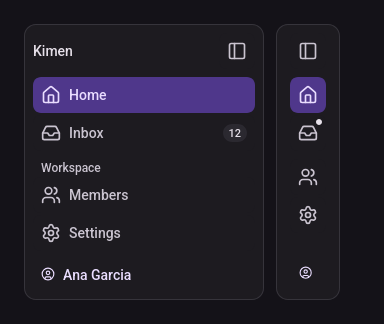 Kimen
Home
Inbox 12
Workspace
Members
Settings
Ana Garcia